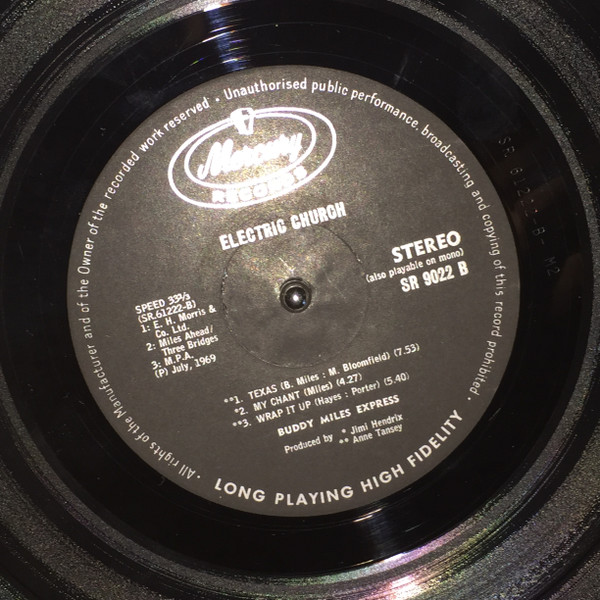 · All rights of the Manufacturer and of the Owner of the recorded work reserved · Unauthorised public performance, broadcasting and copying of this record prohibited ·
Mercury
RECORDS
ELECTRIC CHURCH
STEREO
(also playable on mono)
SR 9022 B
SPEED 33⅓
(SR.61222-B)
1: E. H. Morris &
Co. Ltd.
2: Miles Ahead/
Three Bridges
3: M.P.A.
(P) July, 1969
**1. TEXAS (B. Miles : M. Bloomfield) (7.53)
*2. MY CHANT (Miles) (4.27)
**3. WRAP IT UP (Hayes : Porter) (5.40)
BUDDY MILES EXPRESS
Produced by * Jimi Hendrix
** Anne Tansey
LONG PLAYING HIGH FIDELITY